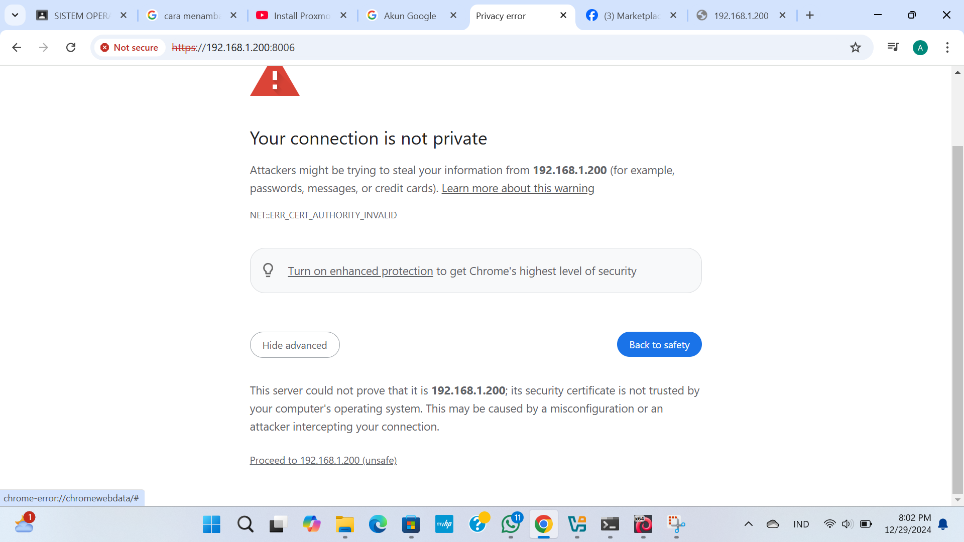 SISTEM OPER
cara menamb
Install Proxmo
Akun Google
Privacy error
(3) Marketplac
192.168.1.200
Not secure
https://192.168.1.200:8006
A
Your connection is not private
Attackers might be trying to steal your information from 192.168.1.200 (for example,
passwords, messages, or credit cards). Learn more about this warning
NET::ERR_CERT_AUTHORITY_INVALID
Turn on enhanced protection to get Chrome's highest level of security
Hide advanced
Back to safety
This server could not prove that it is 192.168.1.200; its security certificate is not trusted by
your computer's operating system. This may be caused by a misconfiguration or an
attacker intercepting your connection.
Proceed to 192.168.1.200 (unsafe)
chrome-error://chromewebdata/#
1
11
IND
8:02 PM
12/29/2024